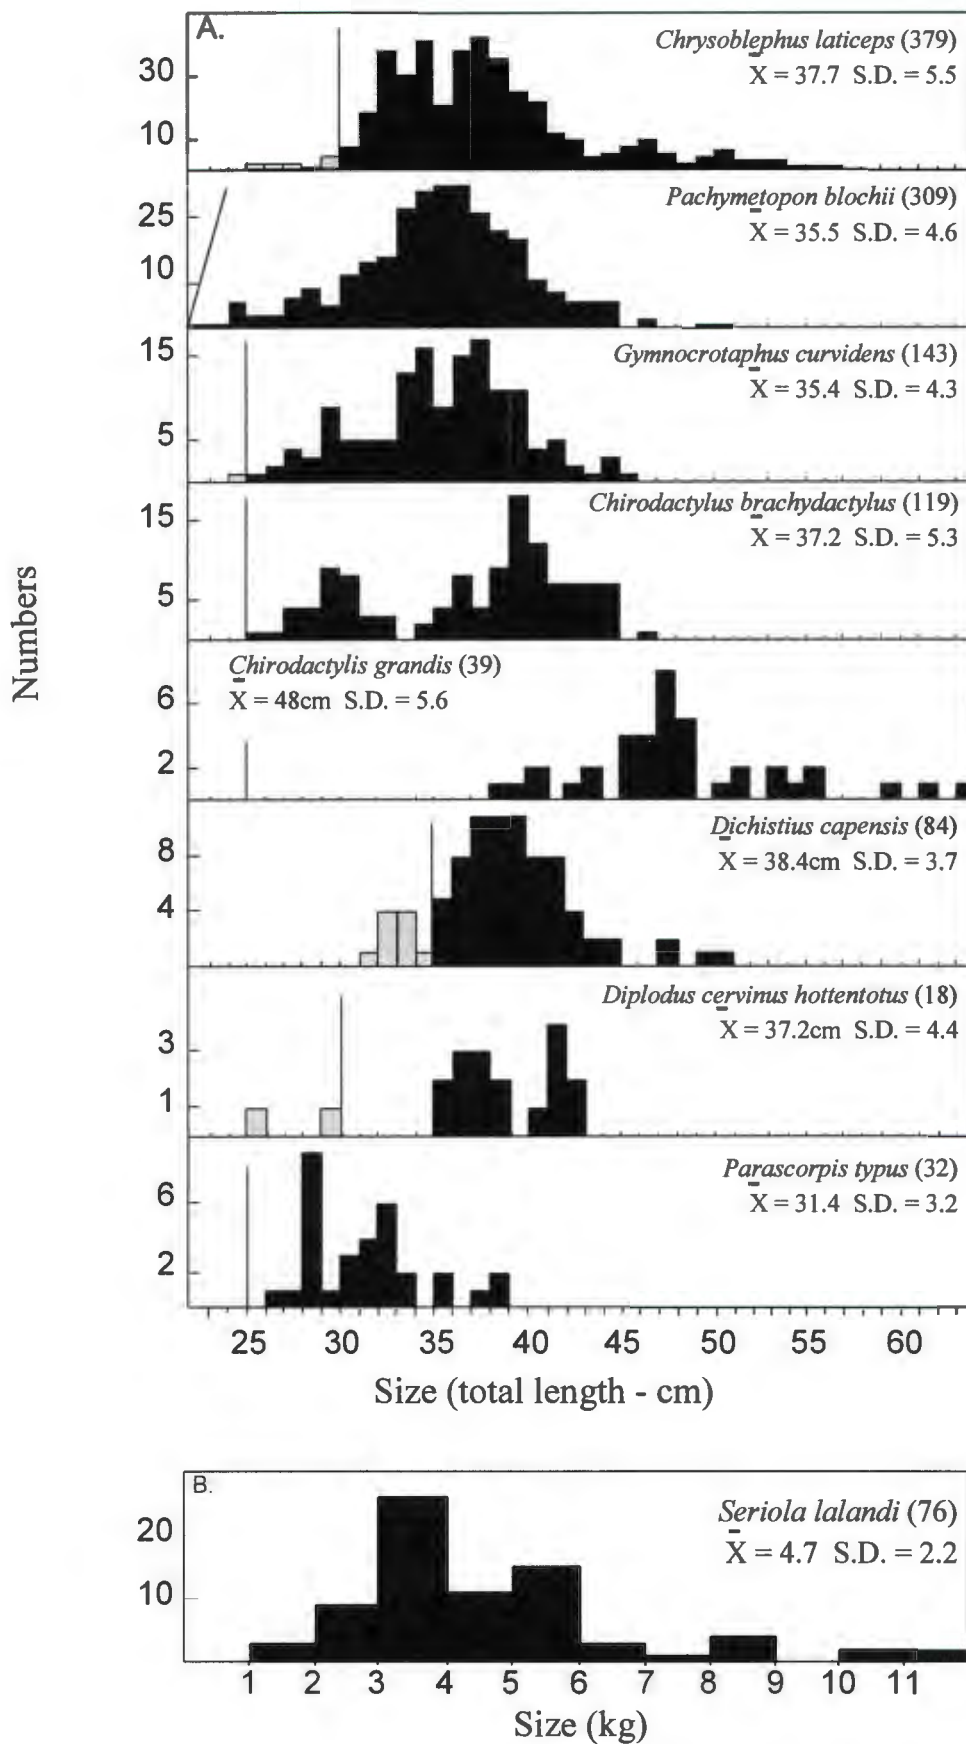 A.
Chrysoblephus laticeps (379)
X̄ = 37.7 S.D. = 5.5
30
10
Pachymetopon blochii (309)
X̄ = 35.5 S.D. = 4.6
25
10
Gymnocrotaphus curvidens (143)
X̄ = 35.4 S.D. = 4.3
15
5
Chirodactylus brachydactylus (119)
X̄ = 37.2 S.D. = 5.3
15
5
Numbers
Chirodactylis grandis (39)
X̄ = 48cm S.D. = 5.6
6
2
Dichistius capensis (84)
X̄ = 38.4cm S.D. = 3.7
8
4
Diplodus cervinus hottentotus (18)
X̄ = 37.2cm S.D. = 4.4
3
1
Parascorpis typus (32)
X̄ = 31.4 S.D. = 3.2
6
2
25 30 35 40 45 50 55 60
Size (total length - cm)
B.
Seriola lalandi (76)
X̄ = 4.7 S.D. = 2.2
20
10
1 2 3 4 5 6 7 8 9 10 11
Size (kg)